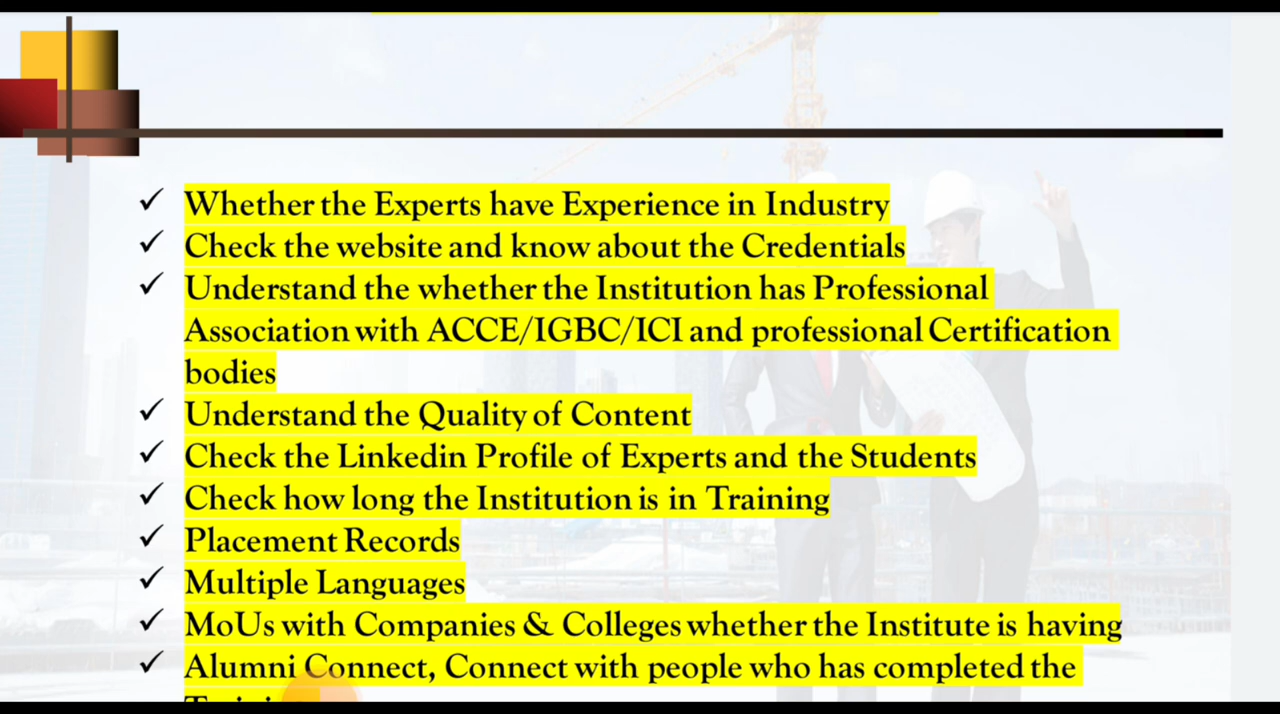 ✓ Whether the Experts have Experience in Industry
✓ Check the website and know about the Credentials
✓ Understand the whether the Institution has Professional
Association with ACCE/IGBC/ICI and professional Certification
bodies
✓ Understand the Quality of Content
✓ Check the Linkedin Profile of Experts and the Students
✓ Check how long the Institution is in Training
✓ Placement Records
✓ Multiple Languages
✓ MoUs with Companies & Colleges whether the Institute is having
✓ Alumni Connect, Connect with people who has completed the